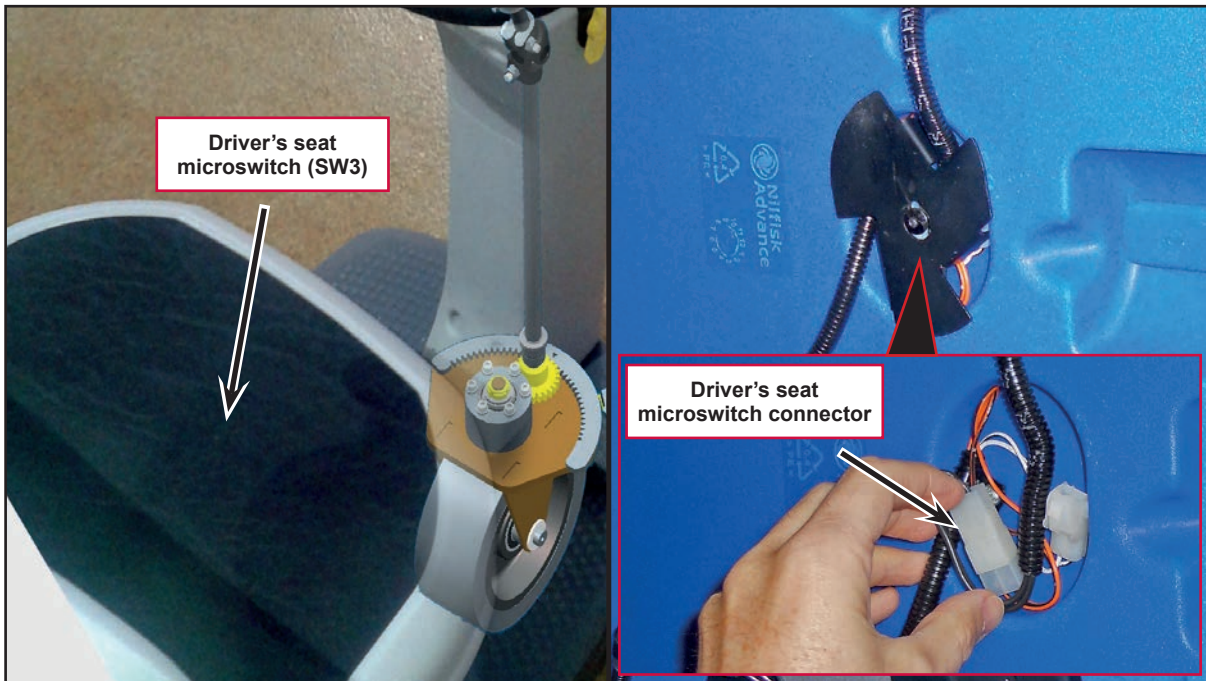 Driver's seat
microswitch (SW3)
Nilfisk
Advance
Driver's seat
microswitch connector